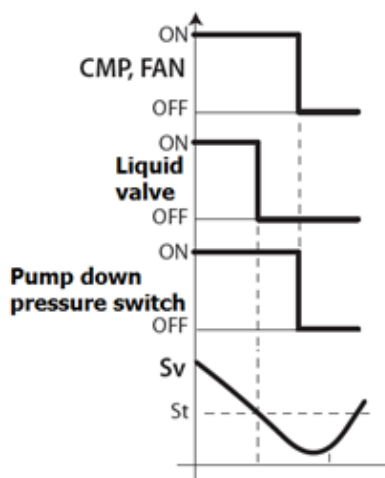 ON
CMP, FAN
OFF
ON
Liquid
valve
OFF
ON
Pump down
pressure switch
OFF
Sv
St